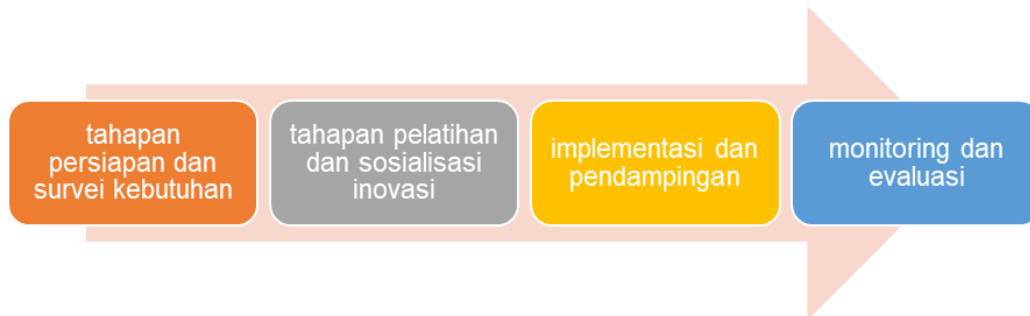 tahapan
persiapan dan
survei kebutuhan
tahapan pelatihan
dan sosialisasi
inovasi
implementasi dan
pendampingan
monitoring dan
evaluasi